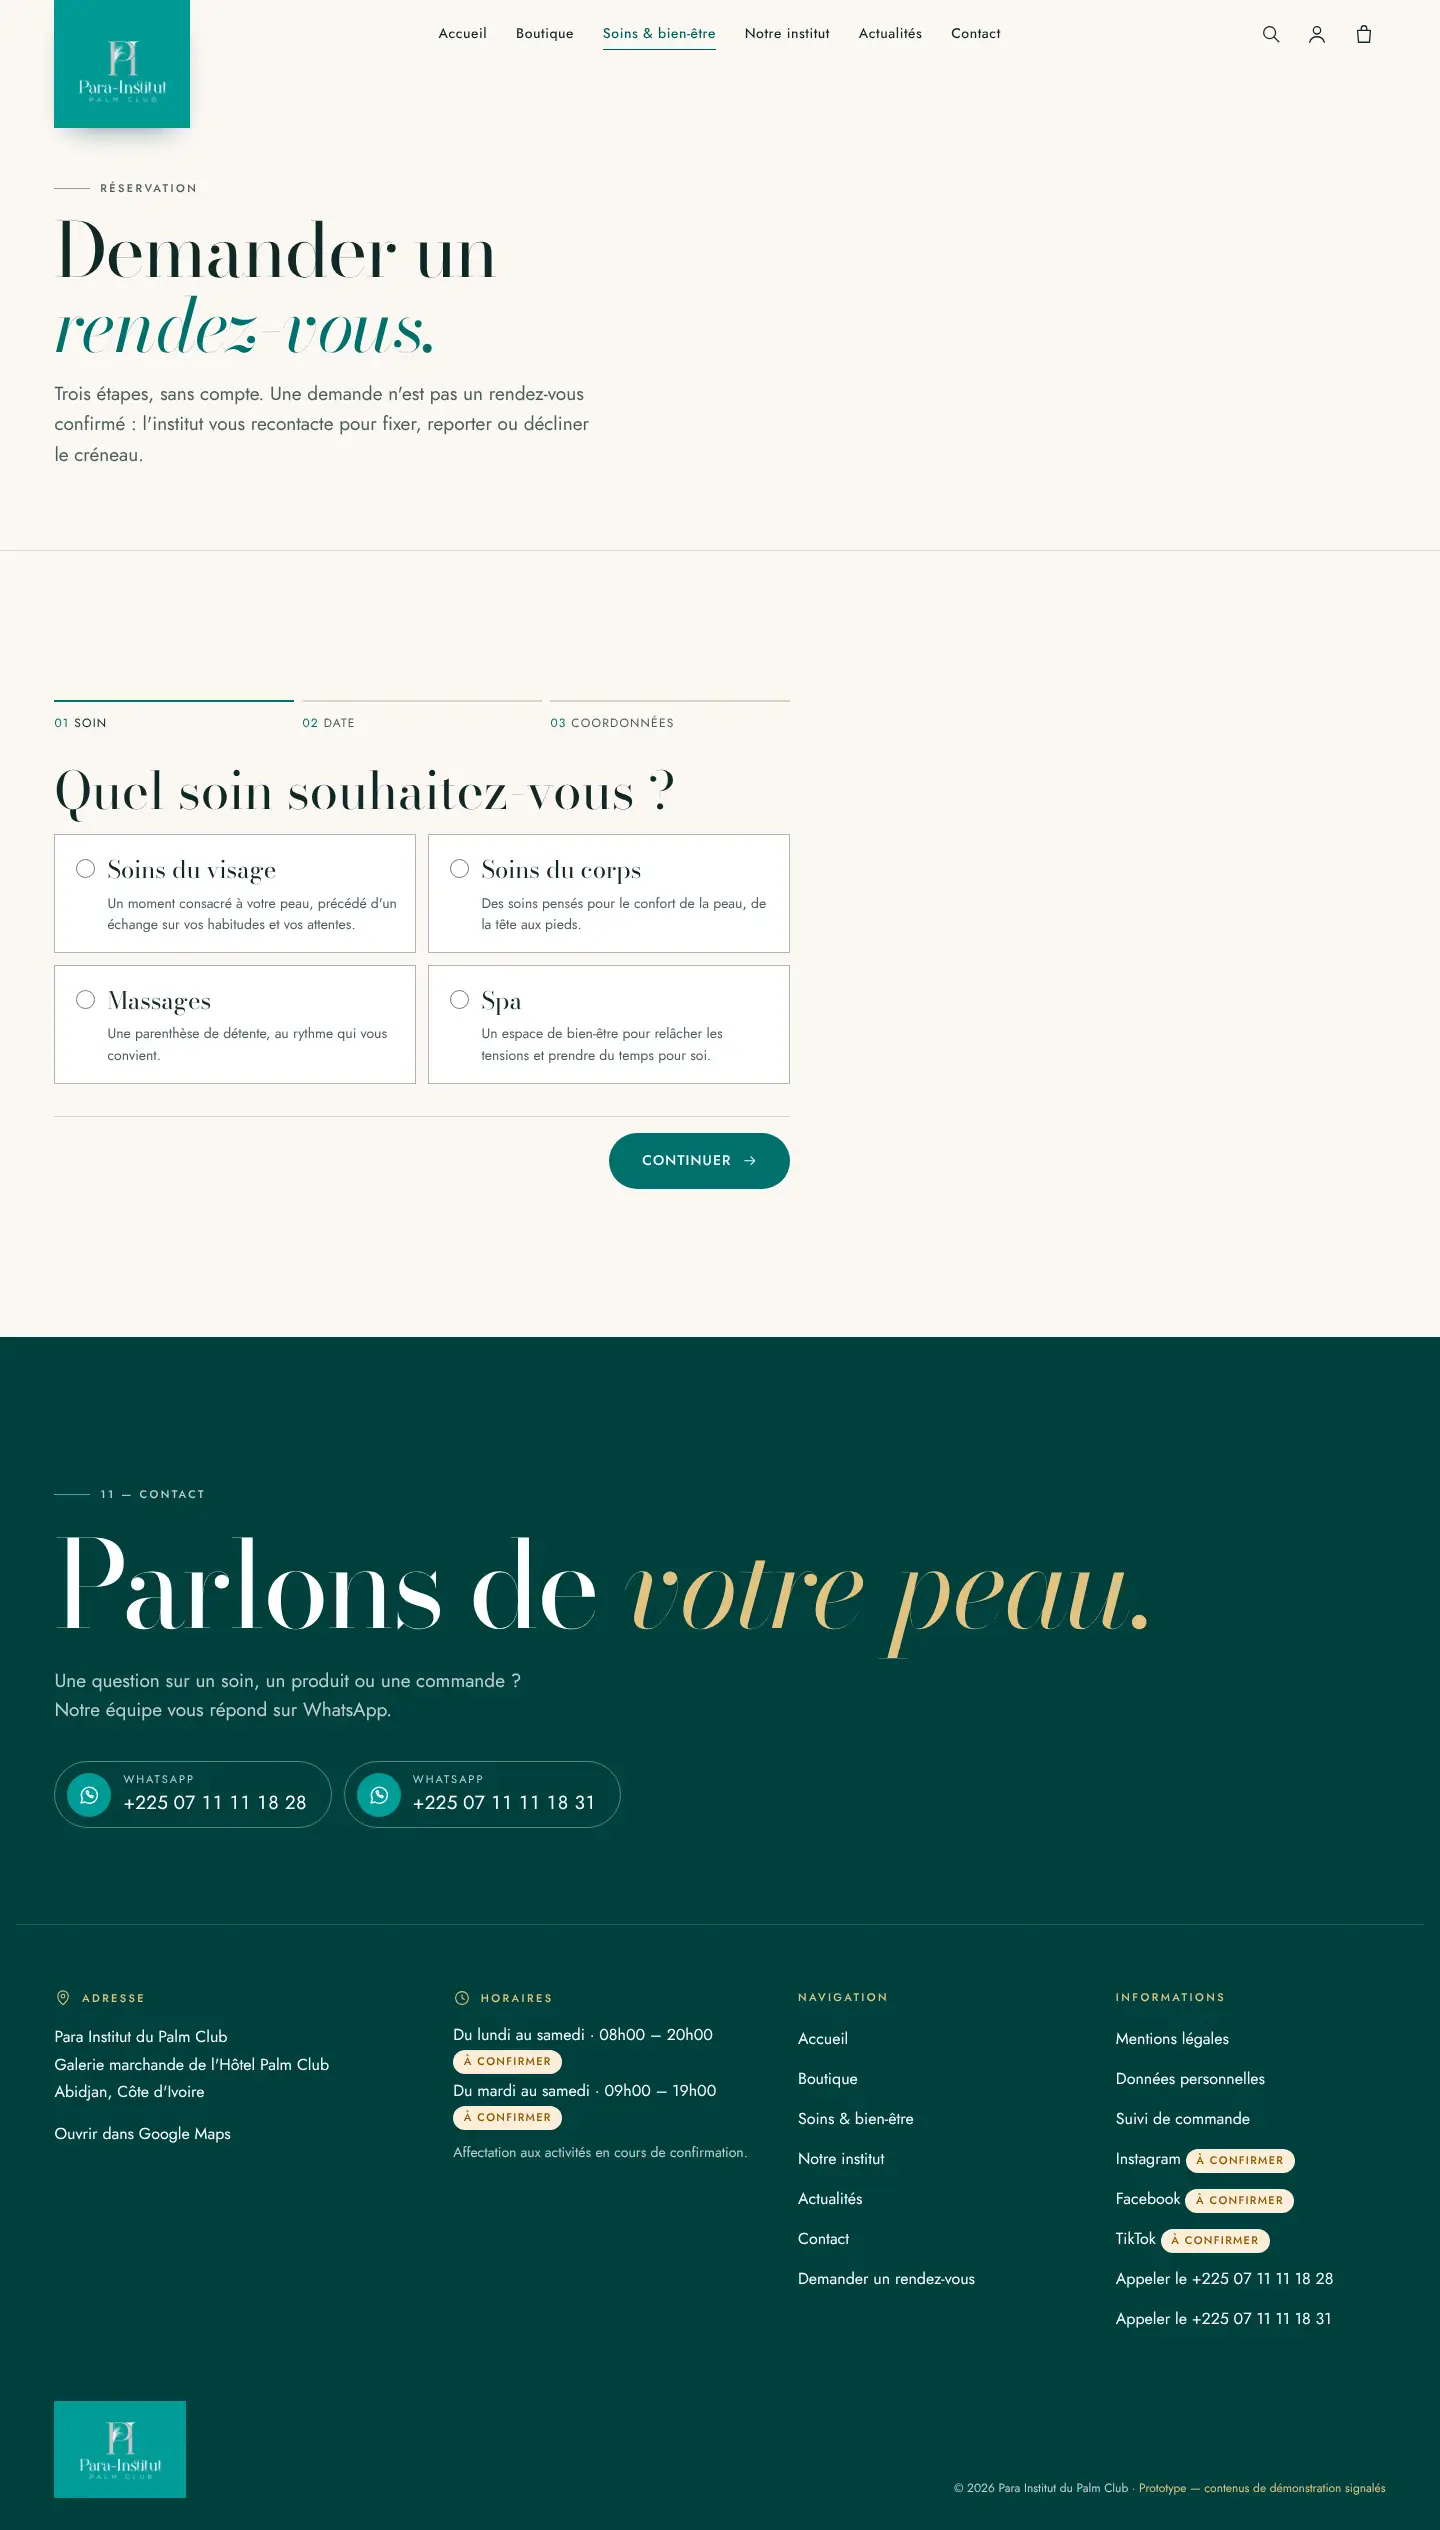 Para-Institut
PALM CLUB
Accueil
Boutique
Soins & bien-être
Notre institut
Actualités
Contact
RÉSERVATION
Demander un
rendez-vous.
Trois étapes, sans compte. Une demande n'est pas un rendez-vous
confirmé : l'institut vous recontacte pour fixer, reporter ou décliner
le créneau.
01 SOIN
02 DATE
03 COORDONNÉES
Quel soin souhaitez-vous ?
Soins du visage
Un moment consacré à votre peau, précédé d'un
échange sur vos habitudes et vos attentes.
Soins du corps
Des soins pensés pour le confort de la peau, de
la tête aux pieds.
Massages
Une parenthèse de détente, au rythme qui vous
convient.
Spa
Un espace de bien-être pour relâcher les
tensions et prendre du temps pour soi.
CONTINUER →
11 — CONTACT
Parlons de votre peau.
Une question sur un soin, un produit ou une commande ?
Notre équipe vous répond sur WhatsApp.
WHATSAPP
+225 07 11 11 18 28
WHATSAPP
+225 07 11 11 18 31
ADRESSE
Para Institut du Palm Club
Galerie marchande de l'Hôtel Palm Club
Abidjan, Côte d'Ivoire
Ouvrir dans Google Maps
HORAIRES
Du lundi au samedi · 08h00 – 20h00
À CONFIRMER
Du mardi au samedi · 09h00 – 19h00
À CONFIRMER
Affectation aux activités en cours de confirmation.
NAVIGATION
Accueil
Boutique
Soins & bien-être
Notre institut
Actualités
Contact
Demander un rendez-vous
INFORMATIONS
Mentions légales
Données personnelles
Suivi de commande
Instagram À CONFIRMER
Facebook À CONFIRMER
TikTok À CONFIRMER
Appeler le +225 07 11 11 18 28
Appeler le +225 07 11 11 18 31
Para-Institut
PALM CLUB
© 2026 Para Institut du Palm Club · Prototype — contenus de démonstration signalés